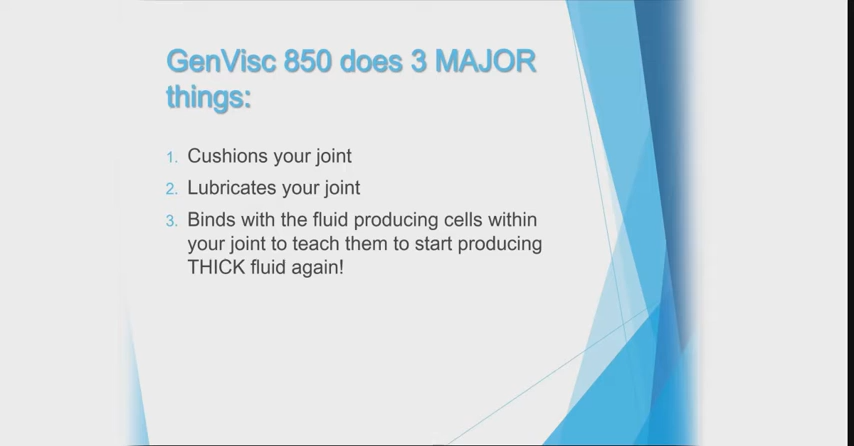 GenVisc 850 does 3 MAJOR
things:
1. Cushions your joint
2. Lubricates your joint
3. Binds with the fluid producing cells within
your joint to teach them to start producing
THICK fluid again!